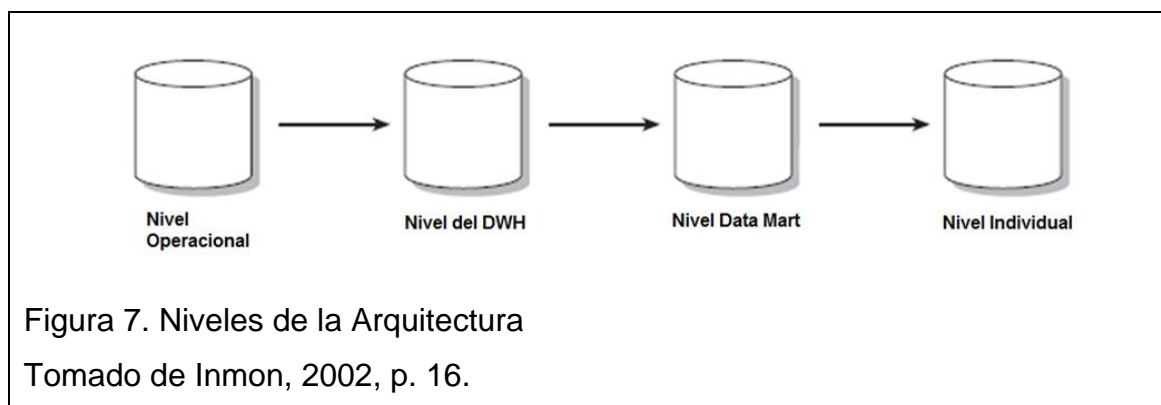 Nivel
Operacional
Nivel del DWH
Nivel Data Mart
Nivel Individual
Figura 7. Niveles de la Arquitectura
Tomado de Inmon, 2002, p. 16.